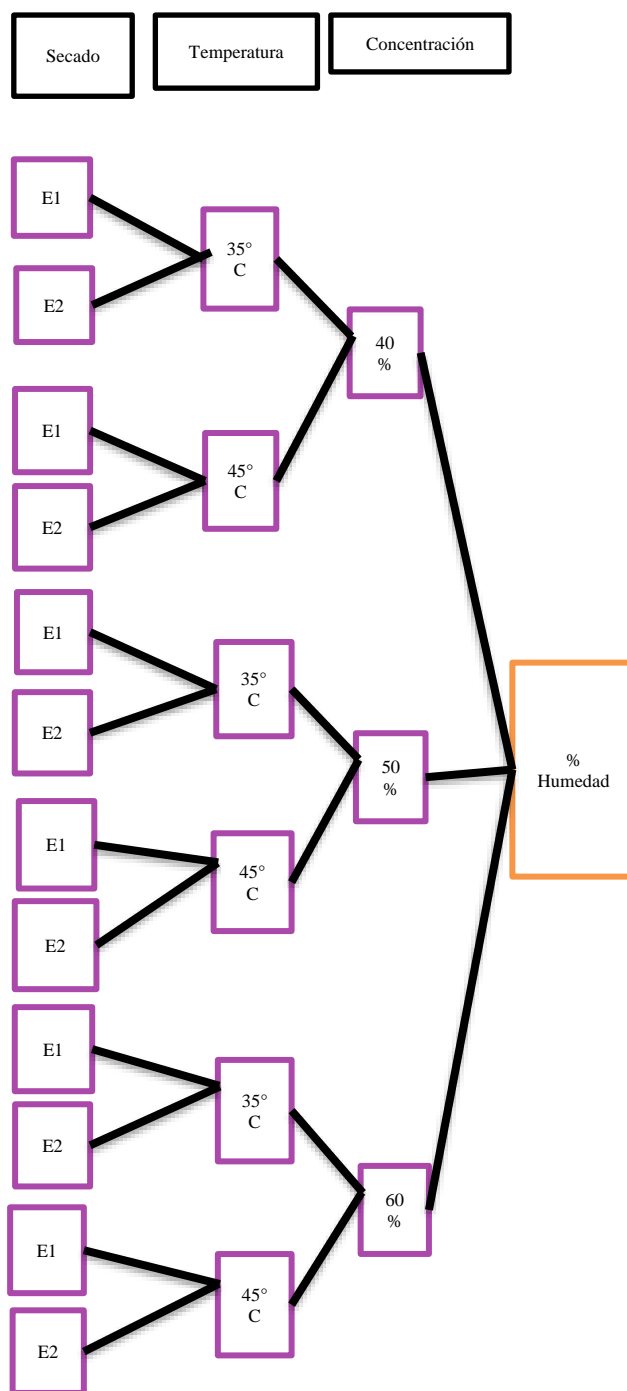 Secado
Temperatura
Concentración
E1
35°
C
E2
40
%
E1
45°
C
E2
E1
35°
C
E2
50
%
%
Humedad
E1
45°
C
E2
E1
35°
C
E2
60
%
E1
45°
C
E2